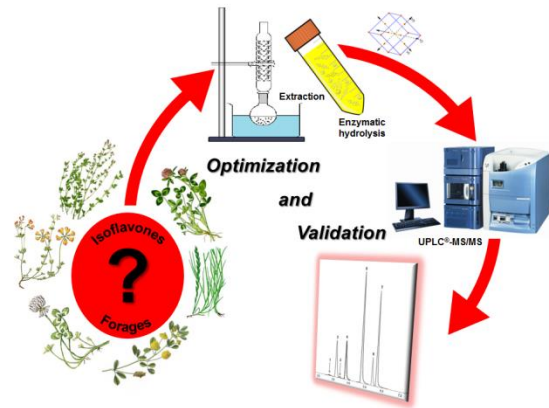 Extraction
Enzymatic
hydrolysis
Optimization
and
Validation
UPLC®-MS/MS
Isoflavones
?
Forages